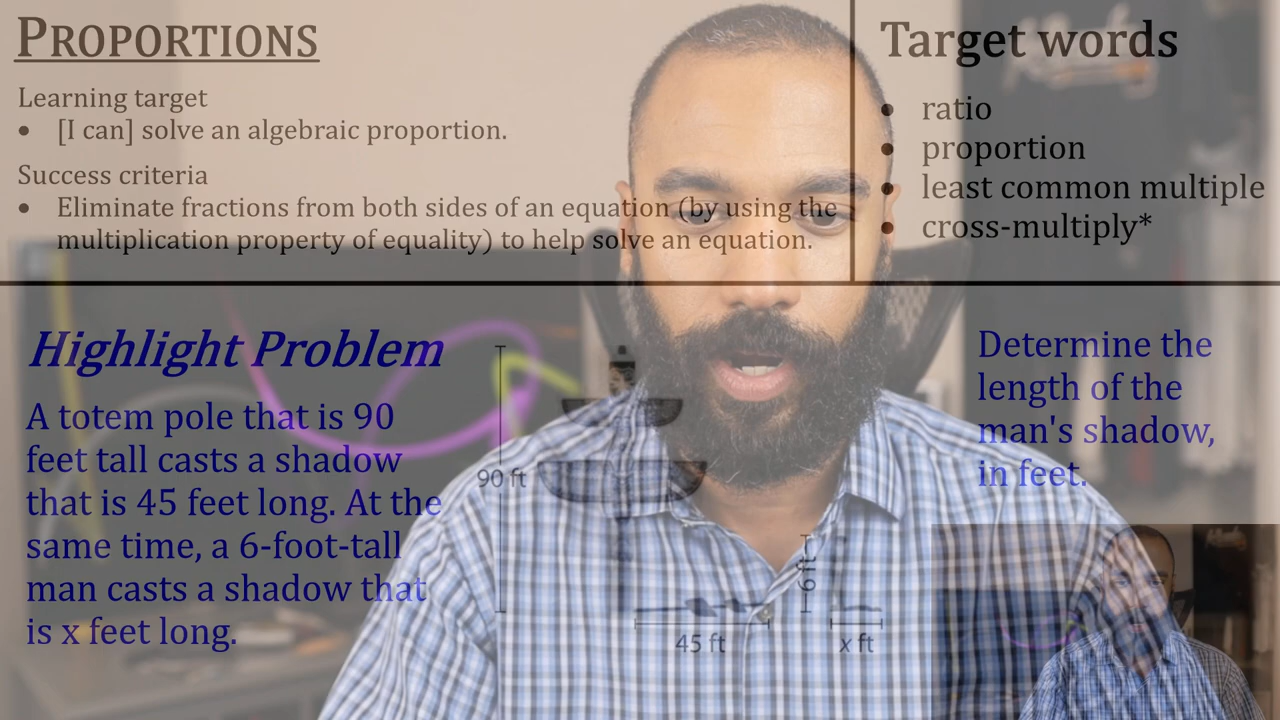 PROPORTIONS
Learning target
• [I can] solve an algebraic proportion.
Success criteria
• Eliminate fractions from both sides of an equation (by using the
multiplication property of equality) to help solve an equation.
Target words
• ratio
• proportion
• least common multiple
• cross-multiply*
Highlight Problem
A totem pole that is 90
feet tall casts a shadow
that is 45 feet long. At the
same time, a 6-foot-tall
man casts a shadow that
is x feet long.
90 ft
6 ft
45 ft
x ft
Determine the
length of the
man's shadow,
in feet.